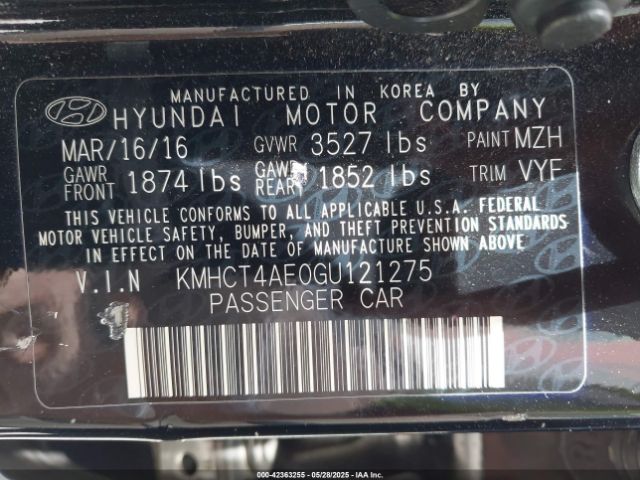 MANUFACTURED IN KOREA BY
HYUNDAI MOTOR COMPANY
MAR/16/16 GVWR 3527 lbs PAINT MZH
GAWR FRONT 1874 lbs GAWR REAR 1852 lbs TRIM VYF
THIS VEHICLE CONFORMS TO ALL APPLICABLE U.S.A. FEDERAL
MOTOR VEHICLE SAFETY, BUMPER, AND THEFT PREVENTION STANDARDS
IN EFFECT ON THE DATE OF MANUFACTURE SHOWN ABOVE.
V.I.N KMHCT4AE0GU121275
PASSENGER CAR
000-42363255 - 05/28/2025 - IAAI COPART